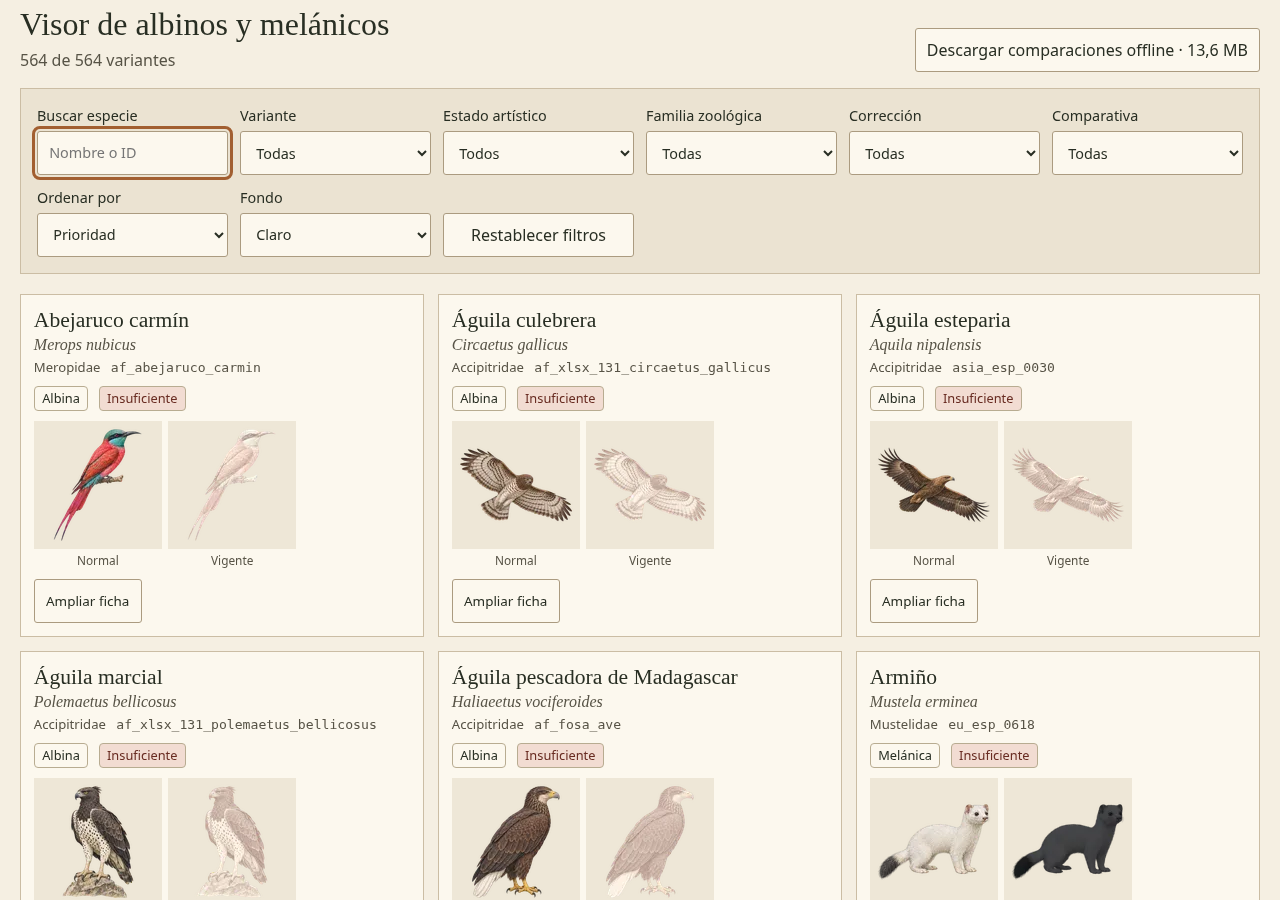 Visor de albinos y melánicos
564 de 564 variantes
Descargar comparaciones offline · 13,6 MB
Buscar especie
Variante
Estado artístico
Familia zoológica
Corrección
Comparativa
Nombre o ID
Todas
Todos
Todas
Todas
Todas
Ordenar por
Fondo
Prioridad
Claro
Restablecer filtros
Abejaruco carmín
Merops nubicus
Meropidae af_abejaruco_carmin
Albina Insuficiente
Normal Vigente
Ampliar ficha
Águila culebrera
Circaetus gallicus
Accipitridae af_xlsx_131_circaetus_gallicus
Albina Insuficiente
Normal Vigente
Ampliar ficha
Águila esteparia
Aquila nipalensis
Accipitridae asia_esp_0030
Albina Insuficiente
Normal Vigente
Ampliar ficha
Águila marcial
Polemaetus bellicosus
Accipitridae af_xlsx_131_polemaetus_bellicosus
Albina Insuficiente
Águila pescadora de Madagascar
Haliaeetus vociferoides
Accipitridae af_fosa_ave
Albina Insuficiente
Armiño
Mustela erminea
Mustelidae eu_esp_0618
Melánica Insuficiente